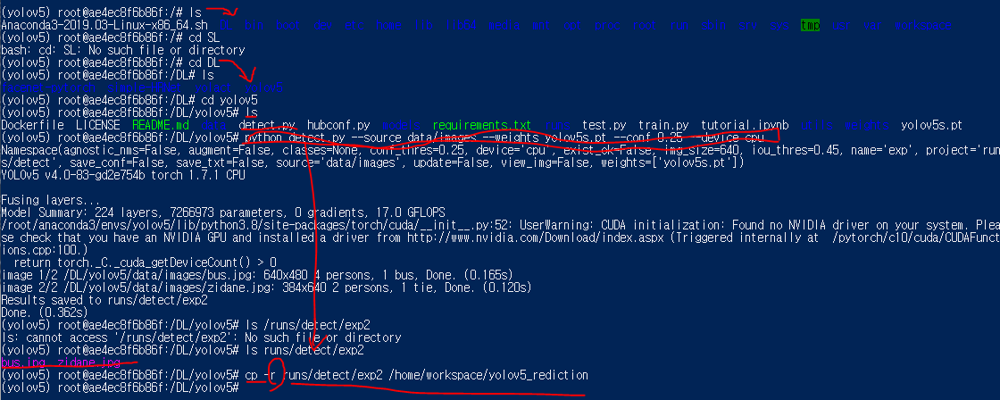 (yolov5) root@ae4ec8f6b86f:/# ls
Anaconda3-2019.03-Linux-x86_64.sh DL bin boot dev etc home lib lib64 media mnt opt proc root run sbin srv sys tmp usr var workspace
(yolov5) root@ae4ec8f6b86f:/# cd SL
bash: cd: SL: No such file or directory
(yolov5) root@ae4ec8f6b86f:/# cd DL
(yolov5) root@ae4ec8f6b86f:/DL# ls
yolov5
(yolov5) root@ae4ec8f6b86f:/DL# cd yolov5
(yolov5) root@ae4ec8f6b86f:/DL/yolov5# ls
Dockerfile LICENSE README.md detect.py hubconf.py models requirements.txt runs test.py train.py tutorial.ipynb utils weights yolov5s.pt
(yolov5) root@ae4ec8f6b86f:/DL/yolov5# python detect.py --source data/images --weights yolov5s.pt --conf 0.25 --device cpu
Namespace(agnostic_nms=False, augment=False, classes=None, conf_thres=0.25, device='cpu', exist_ok=False, img_size=640, iou_thres=0.45, name='exp', project='run
s/detect', save_conf=False, save_txt=False, source='data/images', update=False, view_img=False, weights=['yolov5s.pt'])
YOLOv5 v4.0-83-gd2e754b torch 1.7.1 CPU
Fusing layers...
Model Summary: 224 layers, 7266973 parameters, 0 gradients, 17.0 GFLOPS
/root/anaconda3/envs/yolov5/lib/python3.8/site-packages/torch/cuda/__init__.py:52: UserWarning: CUDA initialization: Found no NVIDIA driver on your system. Plea
se check that you have an NVIDIA GPU and installed a driver from http://www.nvidia.com/Download/index.aspx (Triggered internally at /pytorch/c10/cuda/CUDAFunct
ions.cpp:100.)
return torch._C._cuda_getDeviceCount() > 0
image 1/2 /DL/yolov5/data/images/bus.jpg: 640x480 4 persons, 1 bus, Done. (0.165s)
image 2/2 /DL/yolov5/data/images/zidane.jpg: 384x640 2 persons, 1 tie, Done. (0.120s)
Results saved to runs/detect/exp2
Done. (0.362s)
(yolov5) root@ae4ec8f6b86f:/DL/yolov5# ls /runs/detect/exp2
ls: cannot access '/runs/detect/exp2': No such file or directory
(yolov5) root@ae4ec8f6b86f:/DL/yolov5# ls runs/detect/exp2
bus.jpg zidane.jpg
(yolov5) root@ae4ec8f6b86f:/DL/yolov5# cp -r runs/detect/exp2 /home/workspace/yolov5_rediction
(yolov5) root@ae4ec8f6b86f:/DL/yolov5#